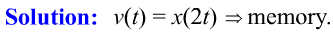 Solution: v(t) = x(2t) ⇒ memory.